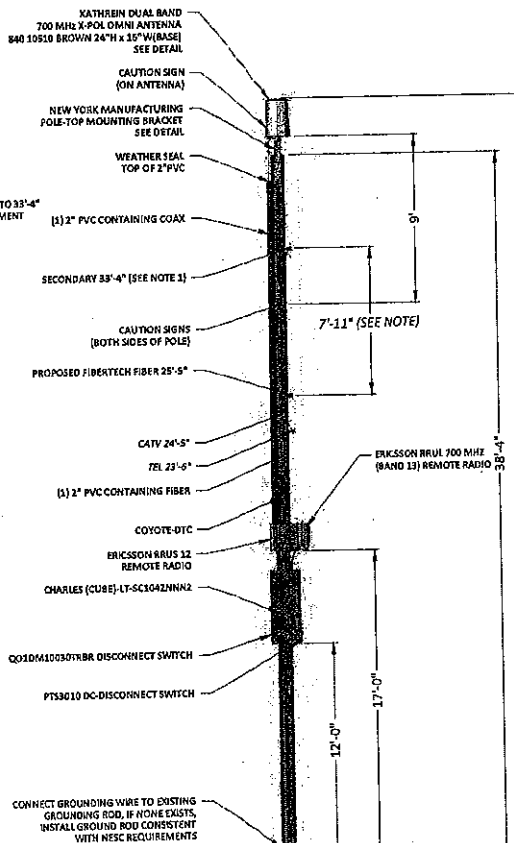 KATHREIN DUAL BAND
700 MHz X-POL OMNI ANTENNA
840 10510 BROWN 24"H x 16" W(BASE)
SEE DETAIL
CAUTION SIGN
(ON ANTENNA)
NEW YORK MANUFACTURING
POLE-TOP MOUNTING BRACKET
SEE DETAIL
WEATHER SEAL
TOP OF 2"PVC
TO 33'-4"
MENT
(1) 2" PVC CONTAINING COAX
9'
SECONDARY 33'-4" (SEE NOTE 1)
7'-11" (SEE NOTE)
CAUTION SIGNS
(BOTH SIDES OF POLE)
PROPOSED FIBERTECH FIBER 25'-5"
CATV 24'-5"
TEL 23'-6"
38'-4"
ERICSSON RRUL 700 MHZ
(BAND 13) REMOTE RADIO
(1) 2" PVC CONTAINING FIBER
COYOTE-DTC
ERICSSON RRUS 12
REMOTE RADIO
CHARLES (CUBE)-LT-SC1042NNN2
QO1DM10030TRBR DISCONNECT SWITCH
PTS3010 DC-DISCONNECT SWITCH
17'-0"
12'-0"
CONNECT GROUNDING WIRE TO EXISTING
GROUNDING ROD, IF NONE EXISTS,
INSTALL GROUND ROD CONSISTENT
WITH NESC REQUIREMENTS